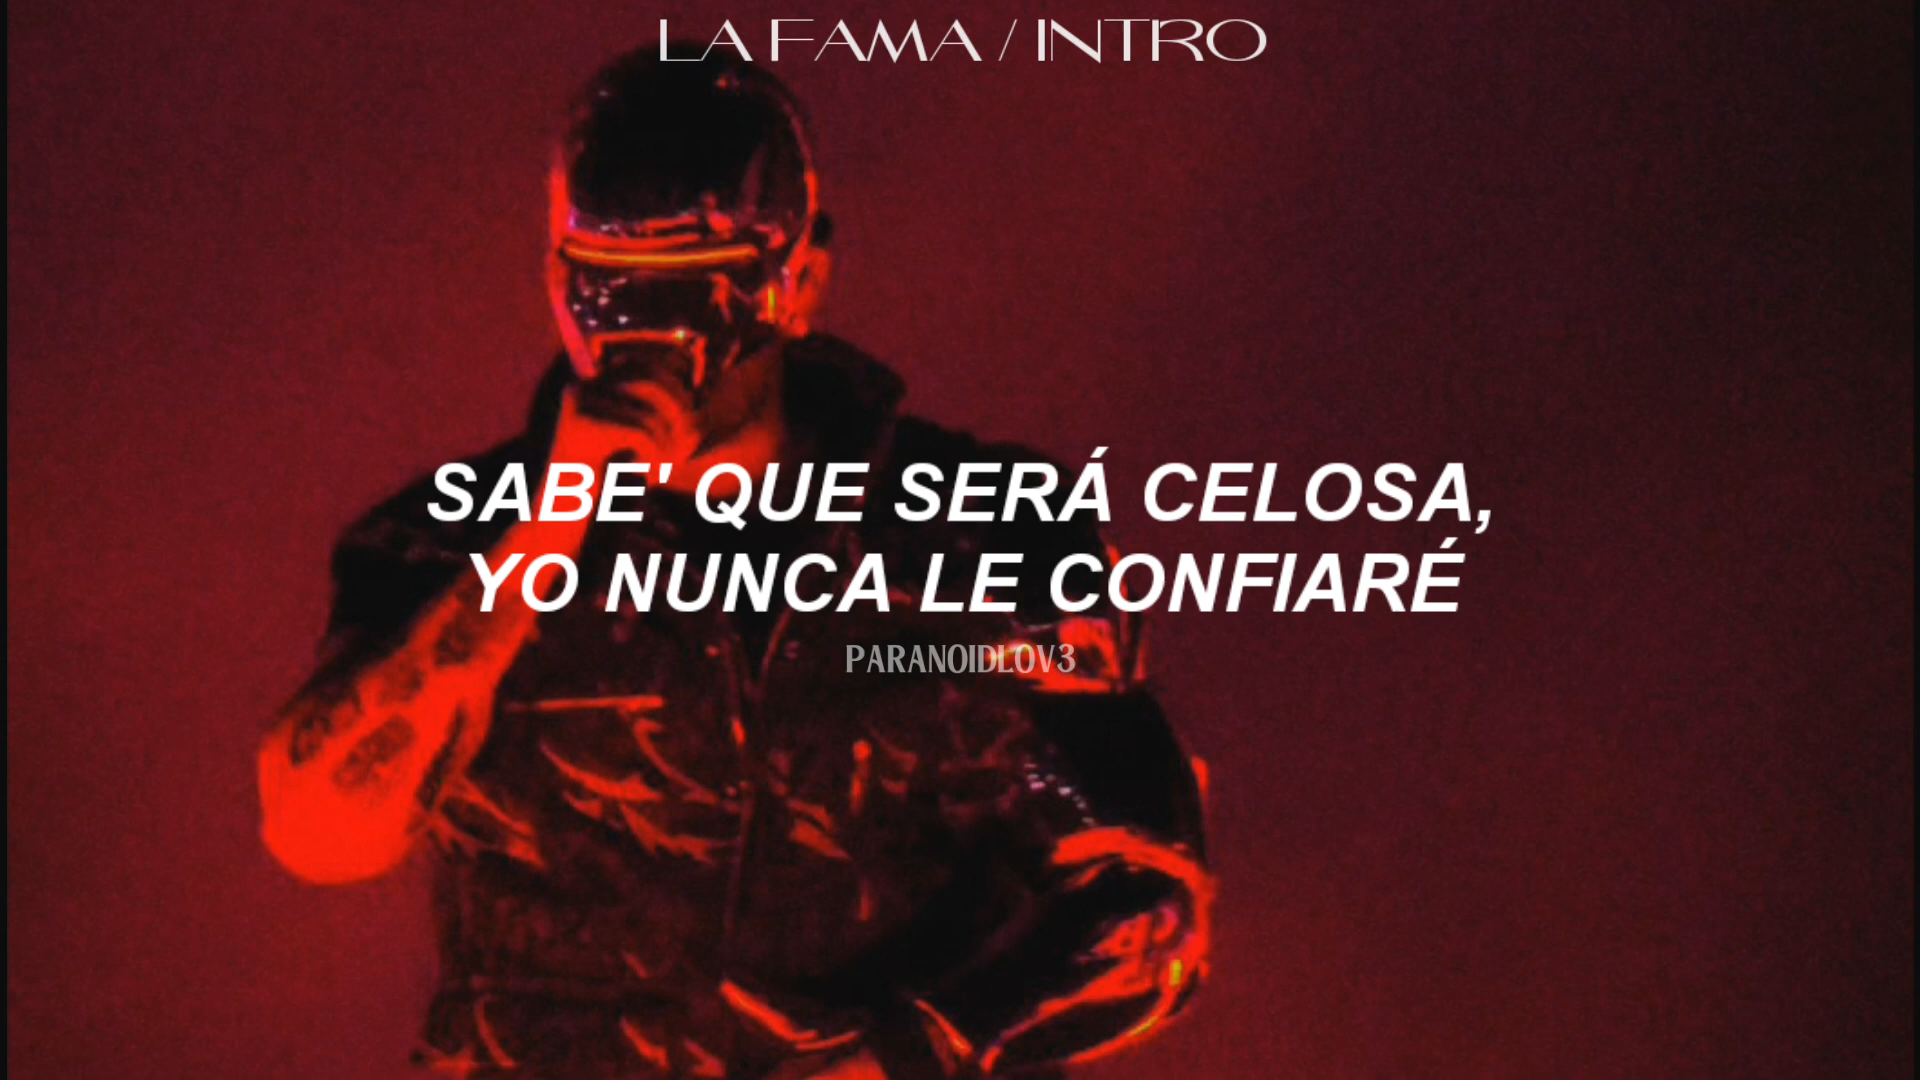 LA FAMA / INTRO
SABE' QUE SERÁ CELOSA,
YO NUNCA LE CONFIARÉ
PARANOIDLOV3